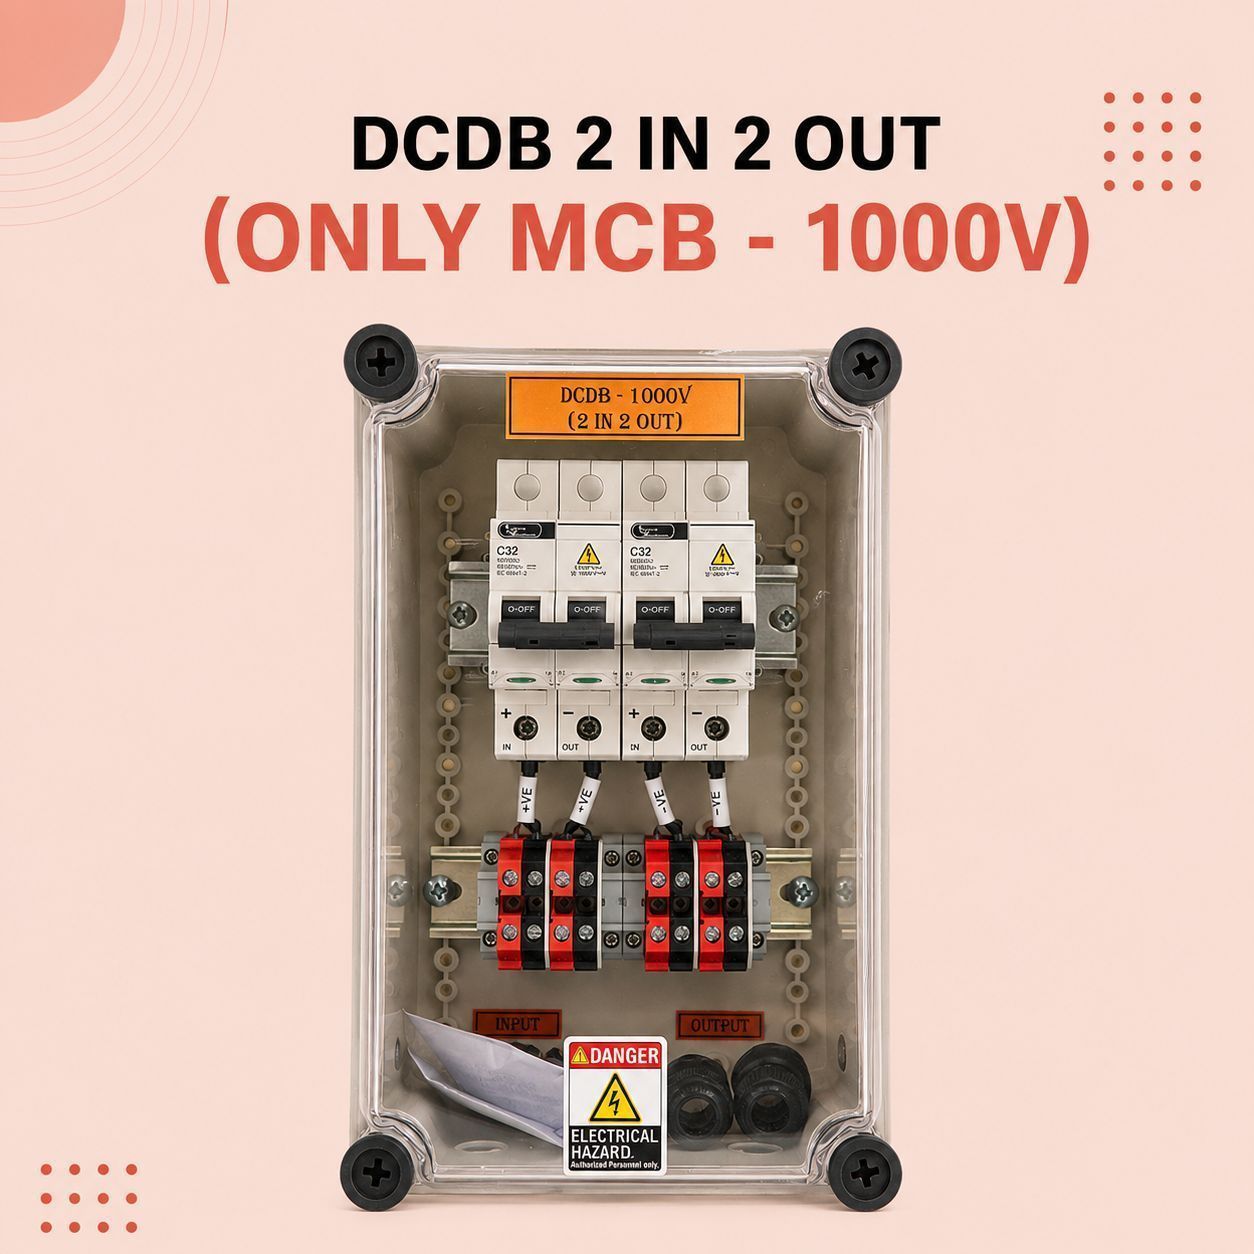 DCDB 2 IN 2 OUT
(ONLY MCB - 1000V)
DCDB - 1000V
(2 IN 2 OUT)
C32
C32
O-OFF O-OFF O-OFF O-OFF
+ − + −
IN OUT IN OUT
+VE +VE -VE -VE
INPUT OUTPUT
DANGER
ELECTRICAL
HAZARD.
Authorized Personnel only.